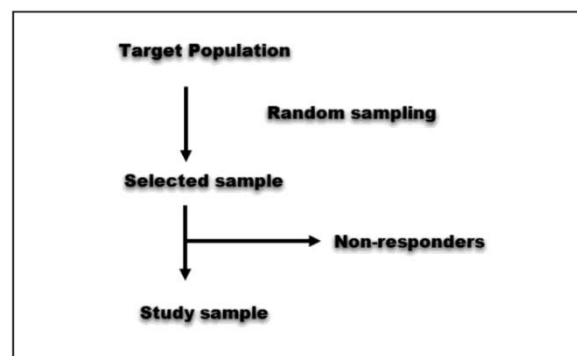 Target Population
Random sampling
Selected sample
Non-responders
Study sample